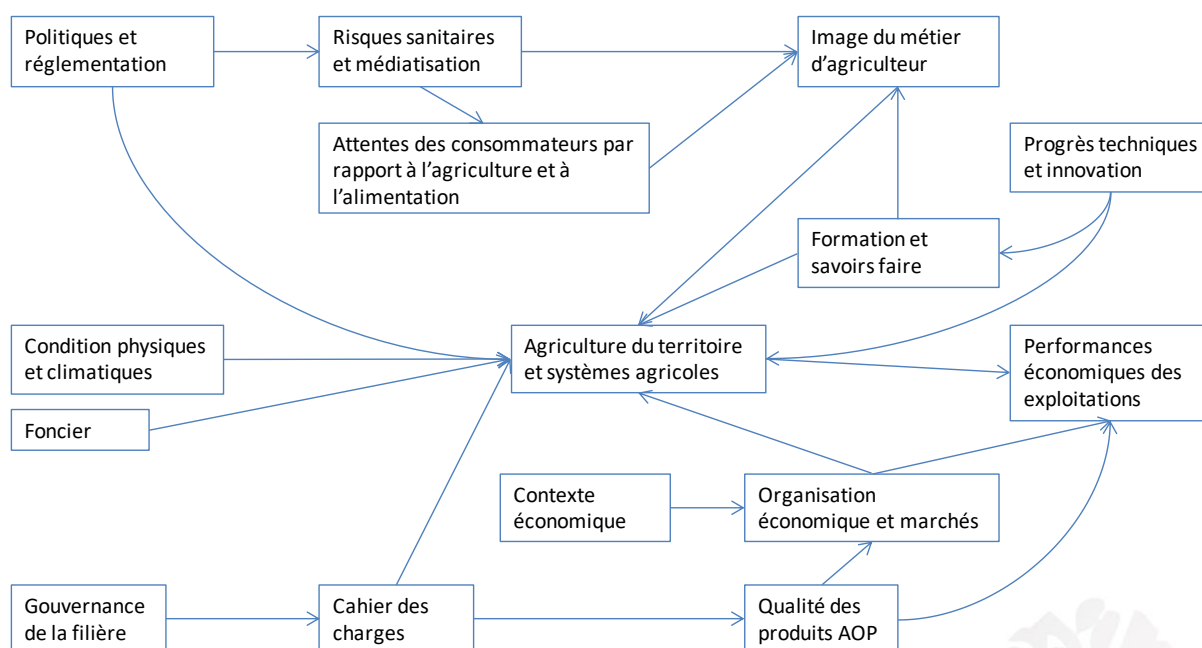 Politiques et
réglementation
Risques sanitaires
et médiatisation
Image du métier
d’agriculteur
Attentes des consommateurs par
rapport à l’agriculture et à
l’alimentation
Progrès techniques
et innovation
Formation et
savoirs faire
Condition physiques
et climatiques
Agriculture du territoire
et systèmes agricoles
Performances
économiques des
exploitations
Foncier
Contexte
économique
Organisation
économique et marchés
Gouvernance
de la filière
Cahier des
charges
Qualité des
produits AOP